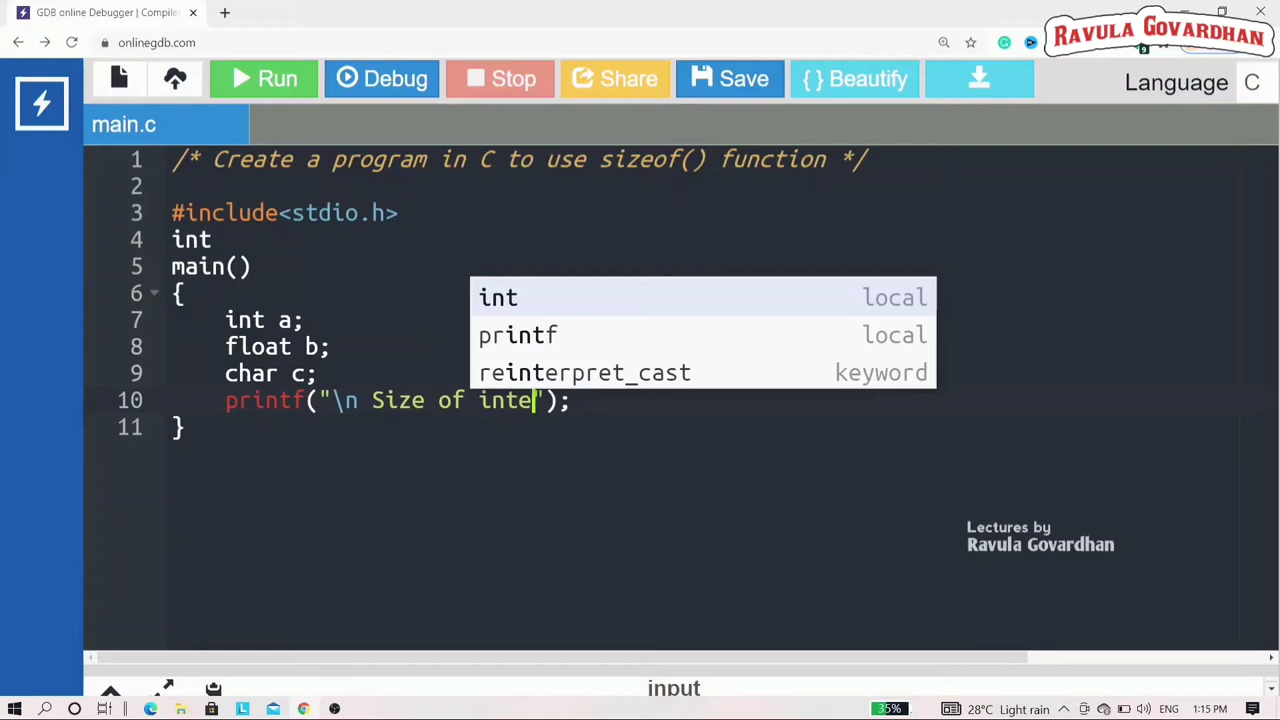 GDB online Debugger | Compiler
onlinegdb.com
RAVULA GOVARDHAN
Run
Debug
Stop
Share
Save
{ } Beautify
Language
C
main.c
1 /* Create a program in C to use sizeof() function */
2
3 #include<stdio.h>
4 int
5 main()
6 {
7 int a;
8 float b;
9 char c;
10 printf("\n Size of inte");
11 }
int local
printf local
reinterpret_cast keyword
Lectures by
Ravula Govardhan
input
35%
28°C Light rain
ENG
1:15 PM